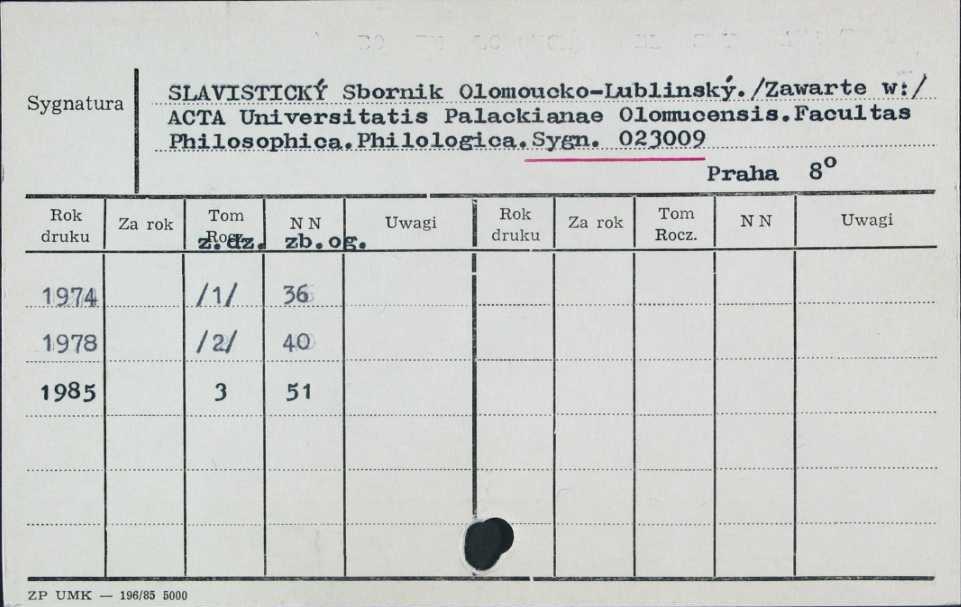 Sygnatura
SLAVISTICKÝ Sbornik Olomoucko-Lublinský./Zawarte w:/
ACTA Universitatis Palackianae Olomucensis.Facultas
Philosophica.Philologica.Sygn. 023009
Praha 8º
Rok druku Za rok Tom Rocz. N N Uwagi Rok druku Za rok Tom Rocz. N N Uwagi
z.dz. zb.og.
1974 /1/ 36
1978 /2/ 40
1985 3 51
ZP UMK — 196/85 5000